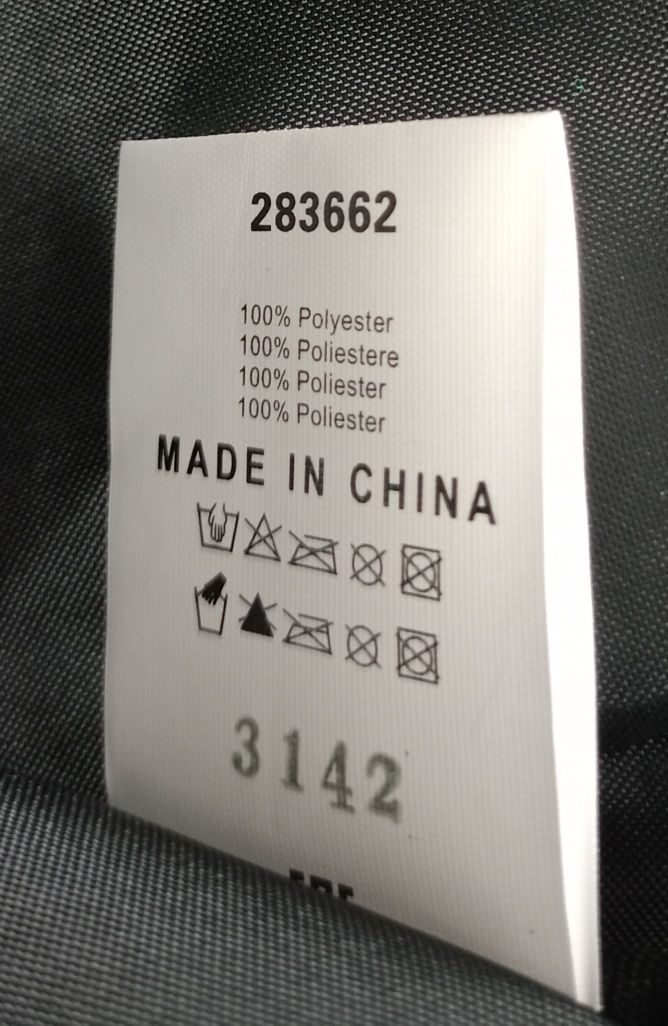 283662
100% Polyester
100% Poliestere
100% Poliester
100% Poliester
MADE IN CHINA
3142